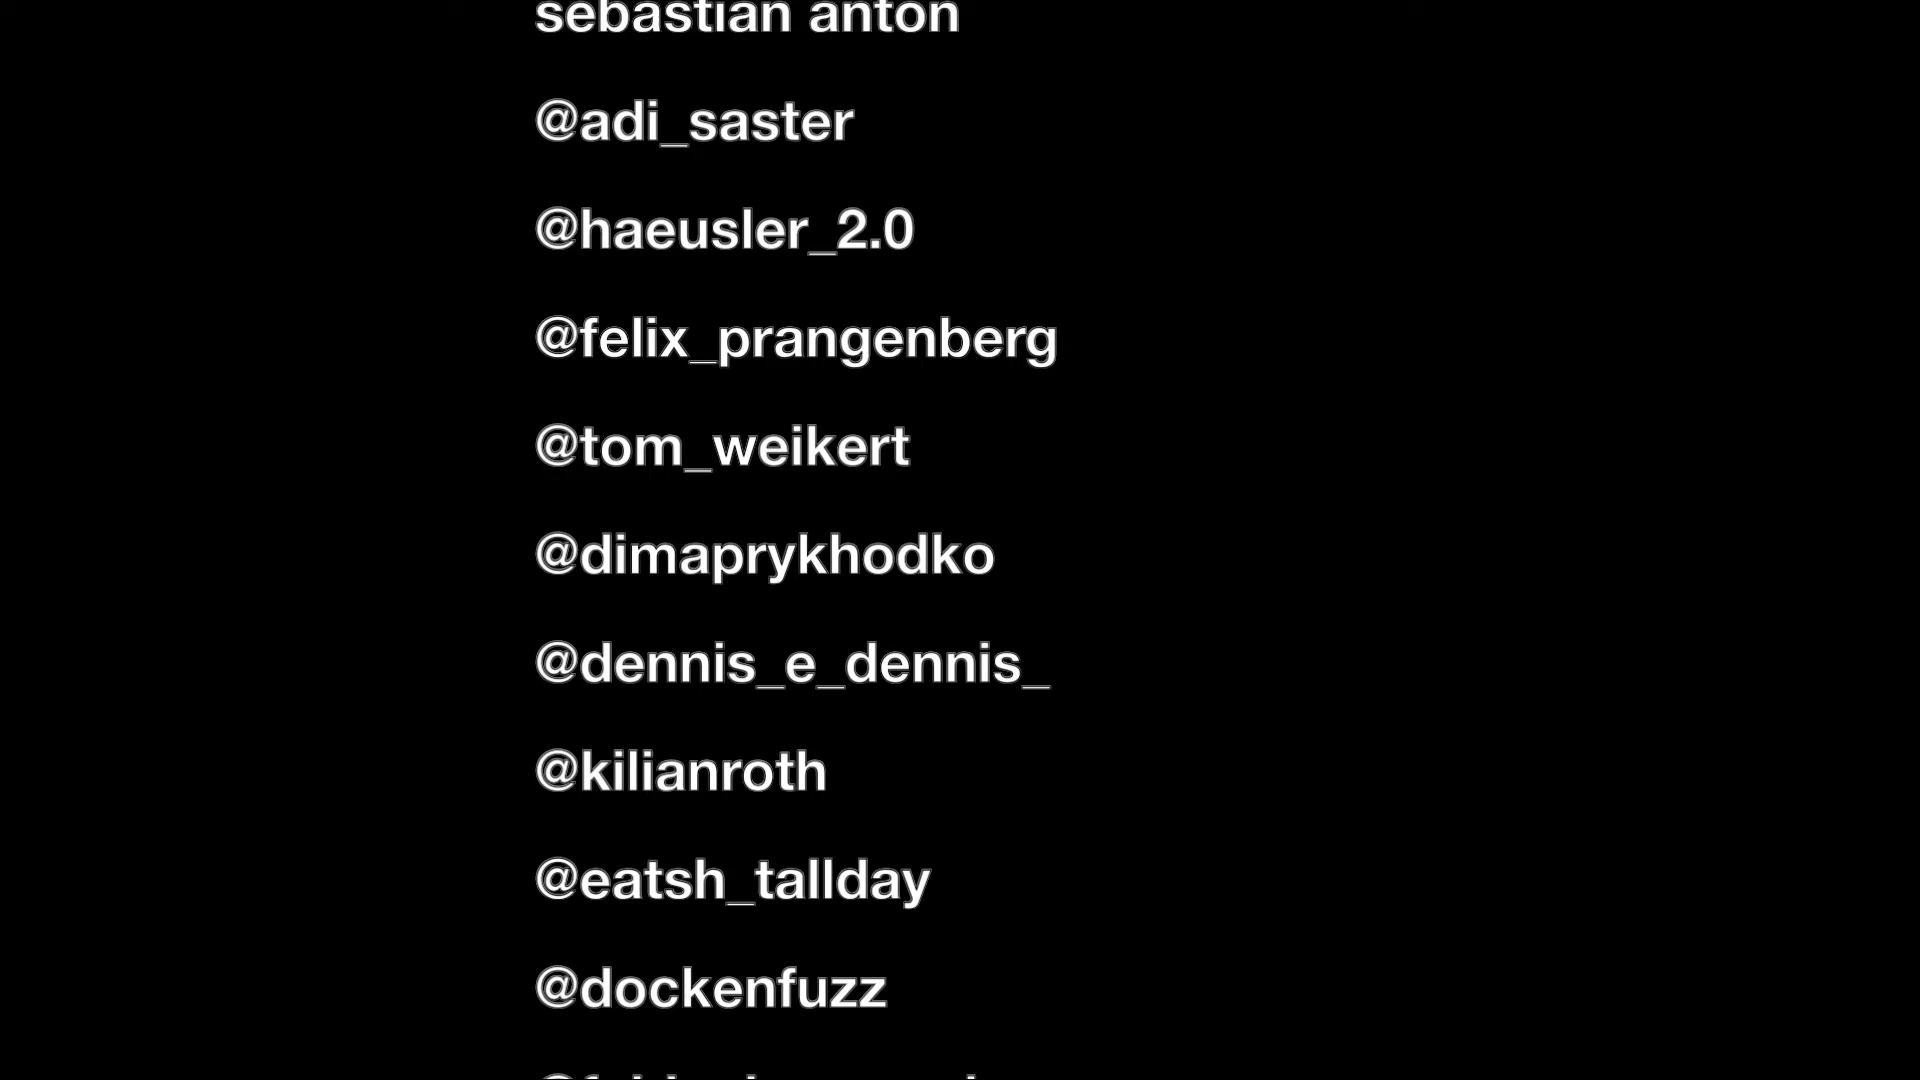 sebastian anton
@adi_saster
@haeusler_2.0
@felix_prangenberg
@tom_weikert
@dimaprykhodko
@dennis_e_dennis_
@kilianroth
@eatsh_tallday
@dockenfuzz